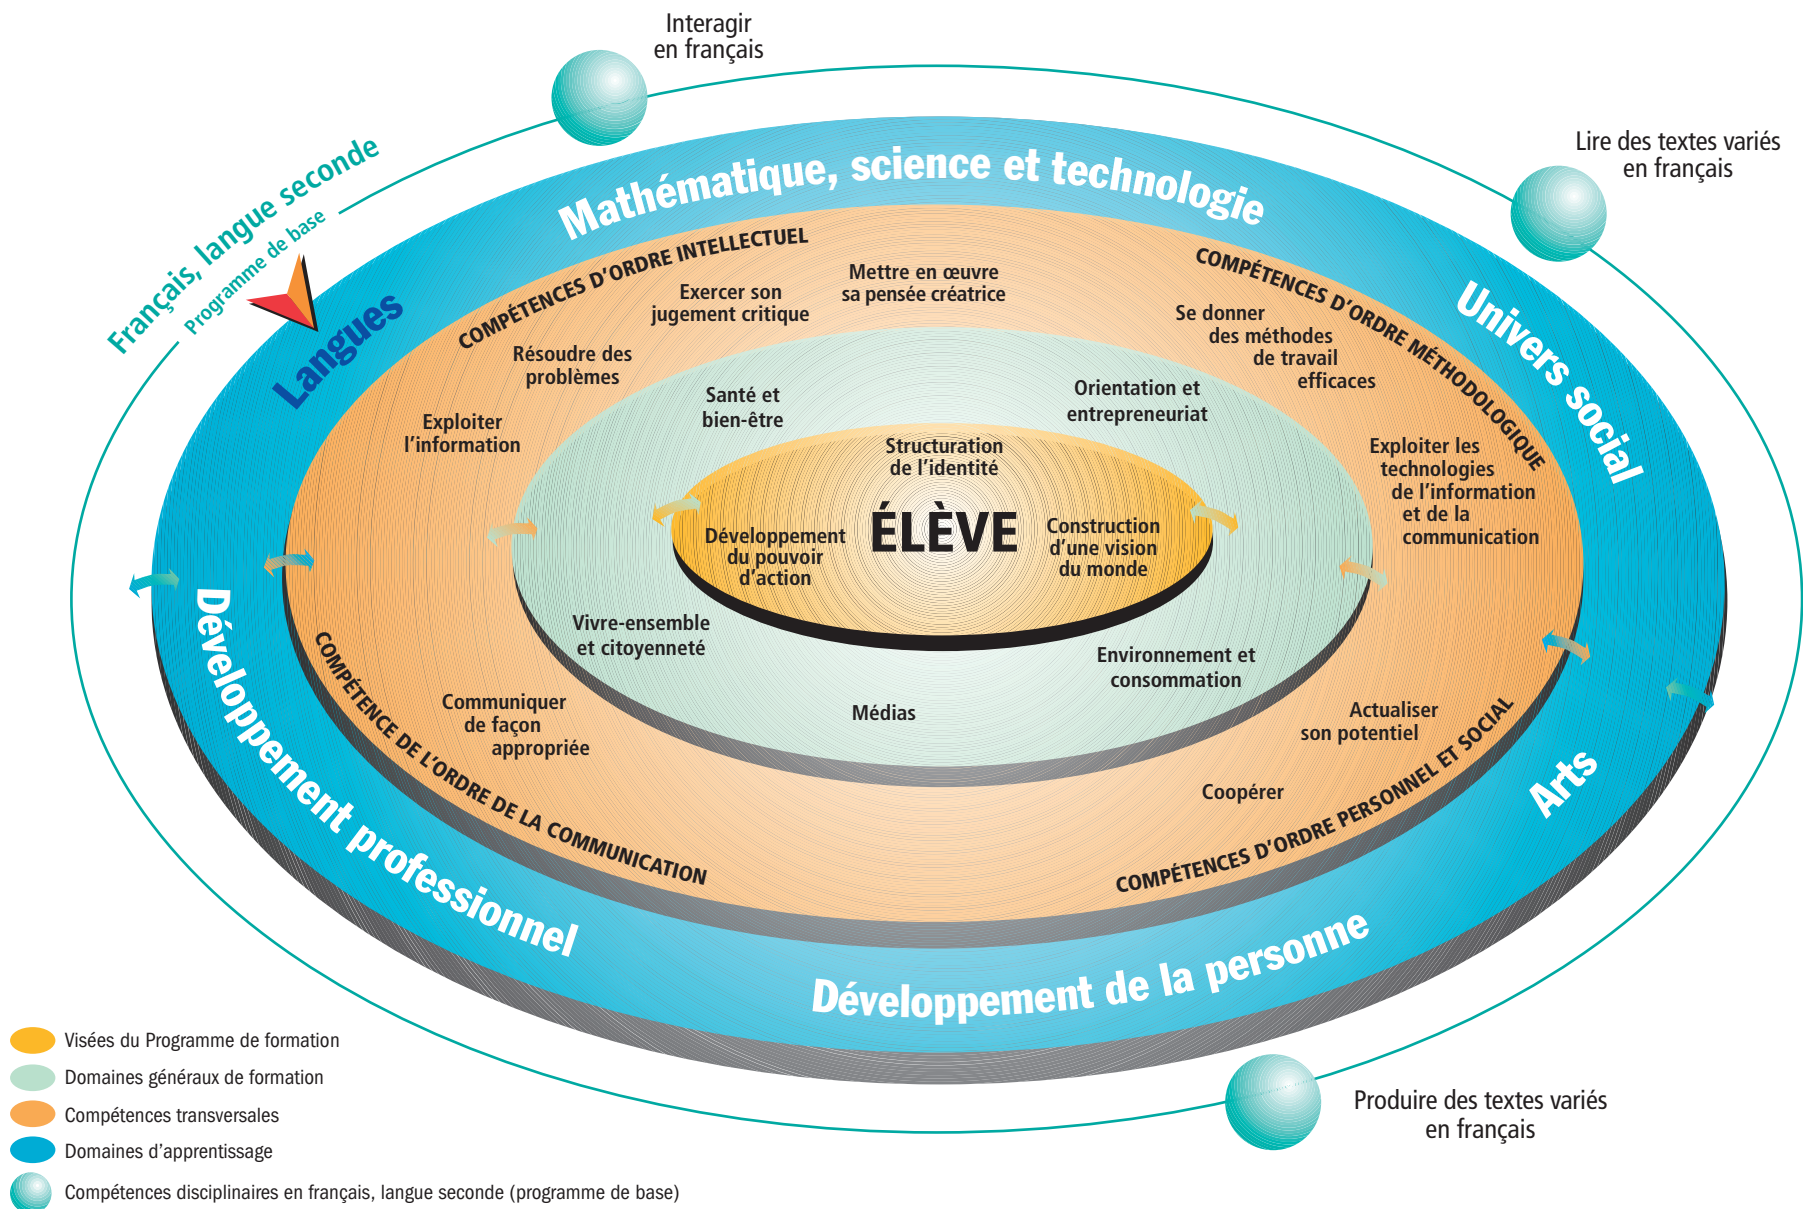 Interagir
en français
Lire des textes variés
en français
Français, langue seconde
Programme de base
Langues
Mathématique, science et technologie
Univers social
Arts
Développement de la personne
Développement professionnel
COMPÉTENCES D'ORDRE INTELLECTUEL
Exploiter
l'information
Résoudre des
problèmes
Exercer son
jugement critique
Mettre en œuvre
sa pensée créatrice
COMPÉTENCES D'ORDRE MÉTHODOLOGIQUE
Se donner
des méthodes
de travail
efficaces
Exploiter les
technologies
de l'information
et de la
communication
Santé et
bien-être
Orientation et
entrepreneuriat
Structuration
de l'identité
ÉLÈVE
Développement
du pouvoir
d'action
Construction
d'une vision
du monde
Vivre-ensemble
et citoyenneté
Environnement et
consommation
Médias
COMPÉTENCE DE L'ORDRE DE LA COMMUNICATION
Communiquer
de façon
appropriée
Actualiser
son potentiel
Coopérer
COMPÉTENCES D'ORDRE PERSONNEL ET SOCIAL
Produire des textes variés
en français
Visées du Programme de formation
Domaines généraux de formation
Compétences transversales
Domaines d'apprentissage
Compétences disciplinaires en français, langue seconde (programme de base)